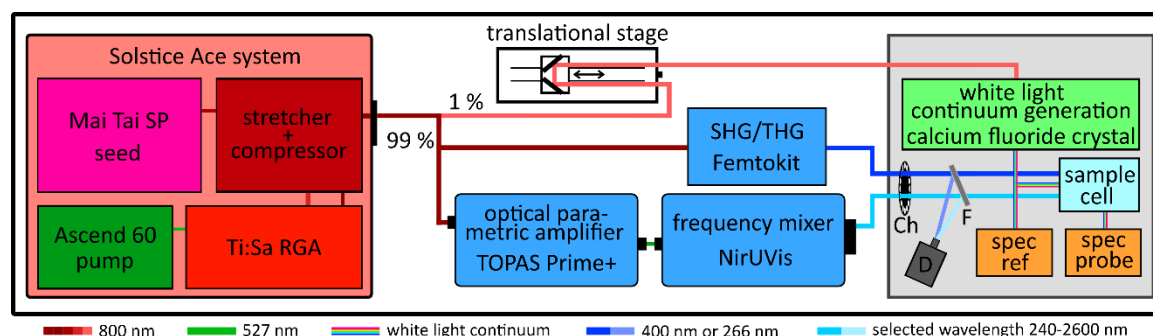 translational stage
Solstice Ace system
Mai Tai SP
seed
stretcher
+
compressor
Ascend 60
pump
Ti:Sa RGA
1 %
99 %
SHG/THG
Femtokit
optical para-
metric amplifier
TOPAS Prime+
frequency mixer
NirUVis
white light
continuum generation
calcium fluoride crystal
sample
cell
Ch
F
D
spec
ref
spec
probe
800 nm
527 nm
white light continuum
400 nm or 266 nm
selected wavelength 240-2600 nm